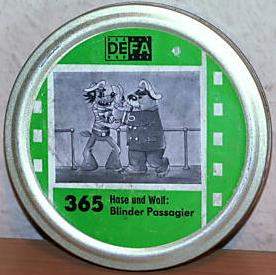 DEFA
365 Hase und Wolf:
Blinder Passagier